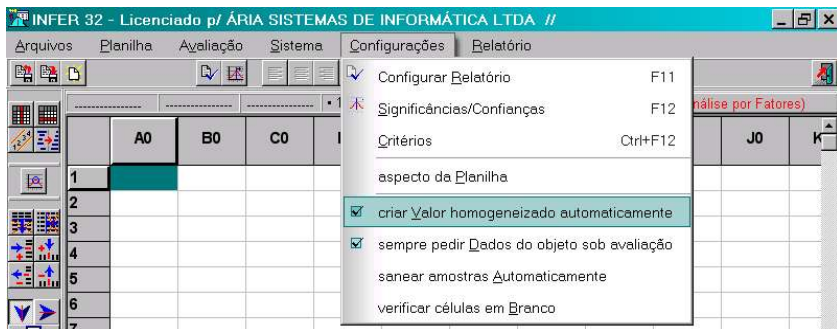 INFER 32 - Licenciado p/ ÁRIA SISTEMAS DE INFORMÁTICA LTDA //
Arquivos Planilha Avaliação Sistema Configurações Relatório
Configurar Relatório F11
Significâncias/Confianças F12
nálise por Fatores)
Critérios Ctrl+F12
A0 B0 C0 J0 K
aspecto da Planilha
1
criar Valor homogeneizado automaticamente
2
3
sempre pedir Dados do objeto sob avaliação
4
sanear amostras Automaticamente
5
verificar células em Branco
6
7